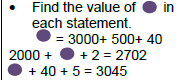 • Find the value of ● in
each statement.
● = 3000+ 500+ 40
2000 + ● + 2 = 2702
● + 40 + 5 = 3045